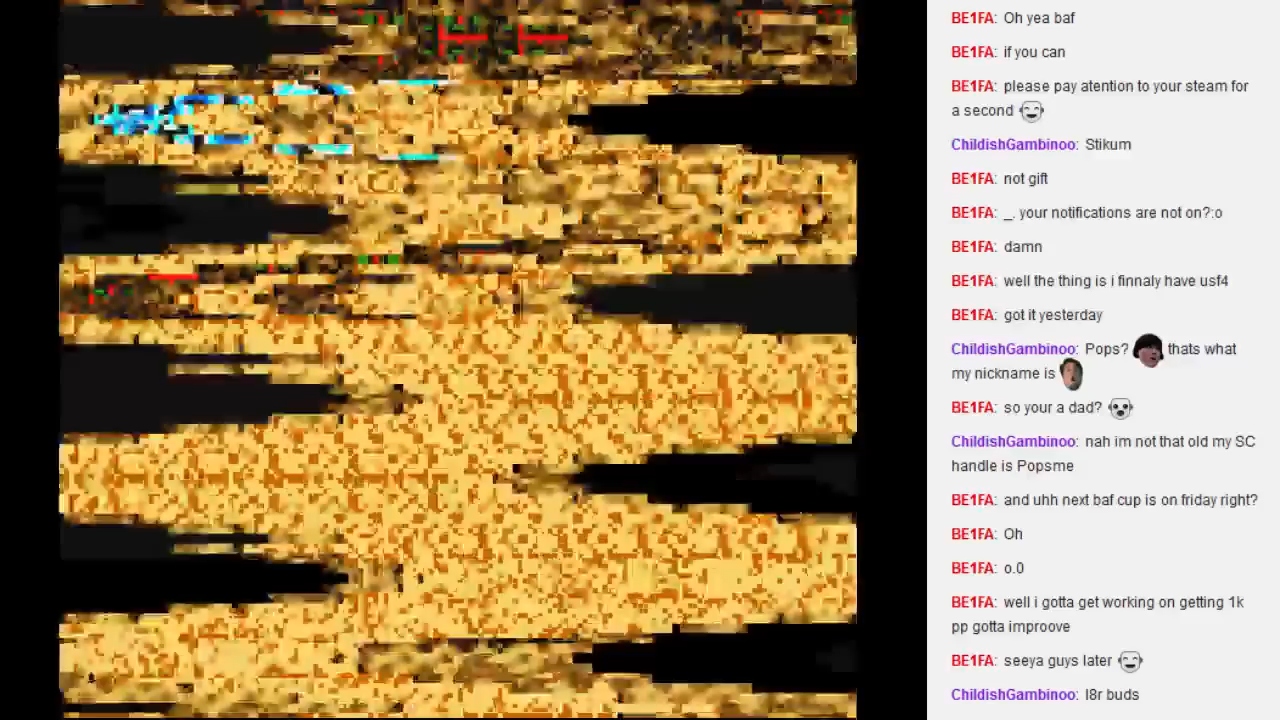 BE1FA: Oh yea baf
BE1FA: if you can
BE1FA: please pay atention to your steam for
a second
ChildishGambinoo: Stikum
BE1FA: not gift
BE1FA: _. your notifications are not on?:o
BE1FA: damn
BE1FA: well the thing is i finnaly have usf4
BE1FA: got it yesterday
ChildishGambinoo: Pops? thats what
my nickname is
BE1FA: so your a dad?
ChildishGambinoo: nah im not that old my SC
handle is Popsme
BE1FA: and uhh next baf cup is on friday right?
BE1FA: Oh
BE1FA: o.0
BE1FA: well i gotta get working on getting 1k
pp gotta improove
BE1FA: seeya guys later
ChildishGambinoo: l8r buds